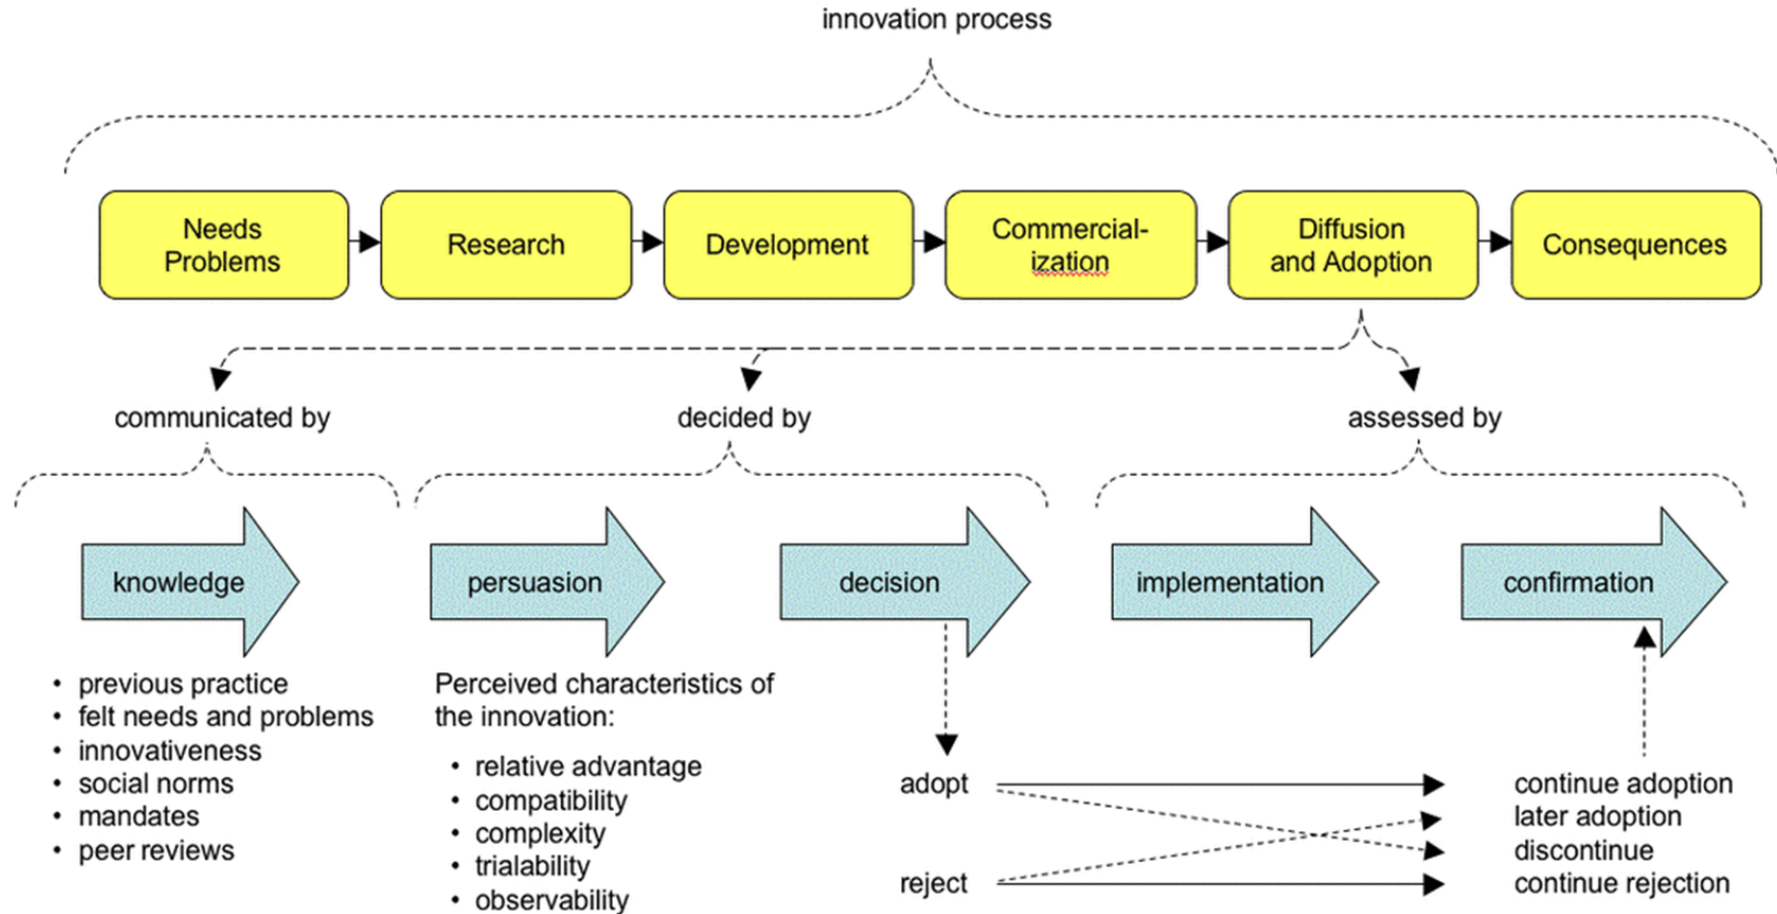 innovation process
Needs
Problems
Research
Development
Commercial-
ization
Diffusion
and Adoption
Consequences
communicated by
decided by
assessed by
knowledge
persuasion
decision
implementation
confirmation
• previous practice
• felt needs and problems
• innovativeness
• social norms
• mandates
• peer reviews
Perceived characteristics of
the innovation:
• relative advantage
• compatibility
• complexity
• trialability
• observability
adopt
reject
continue adoption
later adoption
discontinue
continue rejection